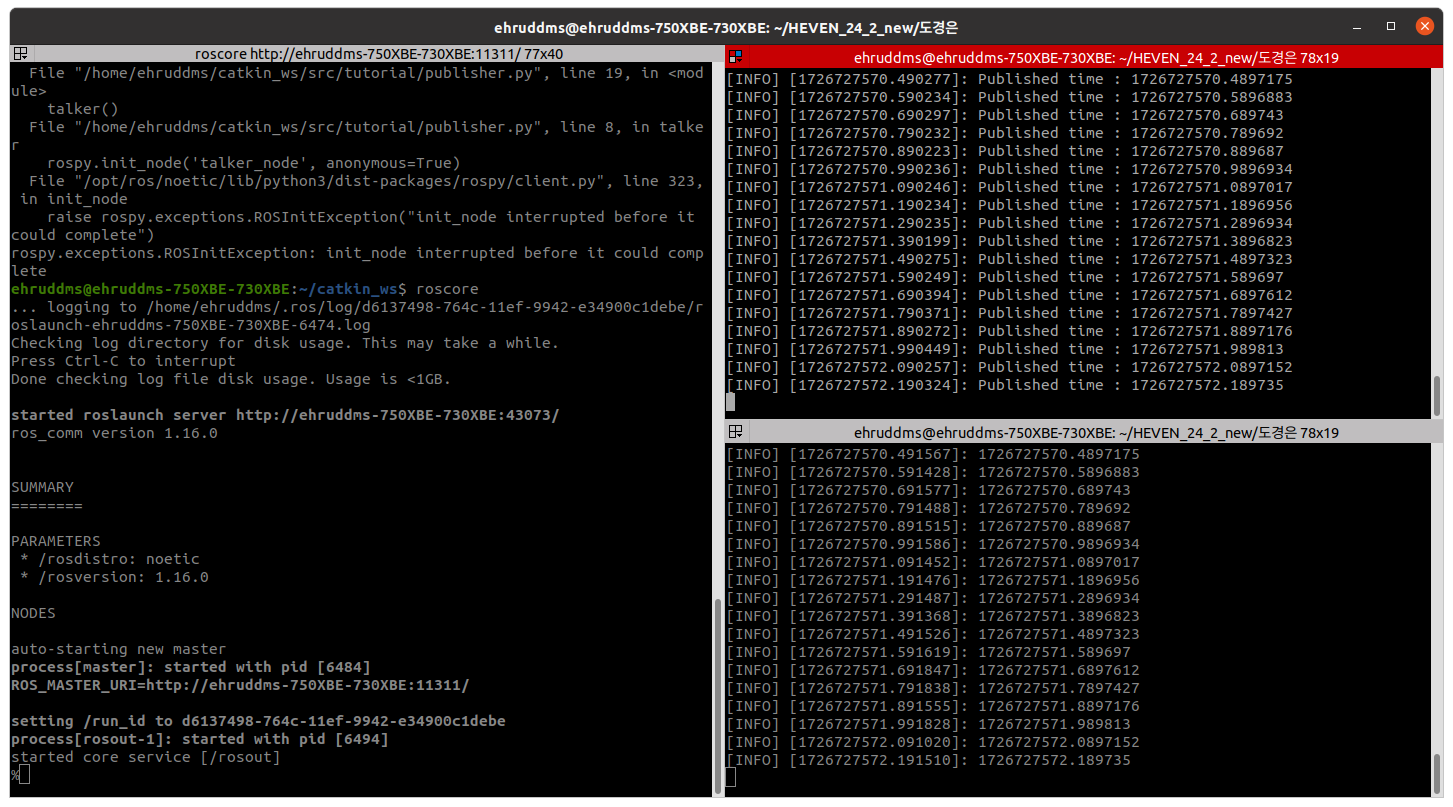 ehruddms@ehruddms-750XBE-730XBE: ~/HEVEN_24_2_new/도경은
roscore http://ehruddms-750XBE-730XBE:11311/ 77x40
  File "/home/ehruddms/catkin_ws/src/tutorial/publisher.py", line 19, in <mod
ule>
    talker()
  File "/home/ehruddms/catkin_ws/src/tutorial/publisher.py", line 8, in talke
r
    rospy.init_node('talker_node', anonymous=True)
  File "/opt/ros/noetic/lib/python3/dist-packages/rospy/client.py", line 323,
 in init_node
    raise rospy.exceptions.ROSInitException("init_node interrupted before it
could complete")
rospy.exceptions.ROSInitException: init_node interrupted before it could comp
lete
ehruddms@ehruddms-750XBE-730XBE:~/catkin_ws$ roscore
... logging to /home/ehruddms/.ros/log/d6137498-764c-11ef-9942-e34900c1debe/r
oslaunch-ehruddms-750XBE-730XBE-6474.log
Checking log directory for disk usage. This may take a while.
Press Ctrl-C to interrupt
Done checking log file disk usage. Usage is <1GB.
started roslaunch server http://ehruddms-750XBE-730XBE:43073/
ros_comm version 1.16.0
SUMMARY
========
PARAMETERS
 * /rosdistro: noetic
 * /rosversion: 1.16.0
NODES
auto-starting new master
process[master]: started with pid [6484]
ROS_MASTER_URI=http://ehruddms-750XBE-730XBE:11311/
setting /run_id to d6137498-764c-11ef-9942-e34900c1debe
process[rosout-1]: started with pid [6494]
started core service [/rosout]
%
ehruddms@ehruddms-750XBE-730XBE: ~/HEVEN_24_2_new/도경은 78x19
[INFO] [1726727570.490277]: Published time : 1726727570.4897175
[INFO] [1726727570.590234]: Published time : 1726727570.5896883
[INFO] [1726727570.690297]: Published time : 1726727570.689743
[INFO] [1726727570.790232]: Published time : 1726727570.789692
[INFO] [1726727570.890223]: Published time : 1726727570.889687
[INFO] [1726727570.990236]: Published time : 1726727570.9896934
[INFO] [1726727571.090246]: Published time : 1726727571.0897017
[INFO] [1726727571.190234]: Published time : 1726727571.1896956
[INFO] [1726727571.290235]: Published time : 1726727571.2896934
[INFO] [1726727571.390199]: Published time : 1726727571.3896823
[INFO] [1726727571.490275]: Published time : 1726727571.4897323
[INFO] [1726727571.590249]: Published time : 1726727571.589697
[INFO] [1726727571.690394]: Published time : 1726727571.6897612
[INFO] [1726727571.790371]: Published time : 1726727571.7897427
[INFO] [1726727571.890272]: Published time : 1726727571.8897176
[INFO] [1726727571.990449]: Published time : 1726727571.989813
[INFO] [1726727572.090257]: Published time : 1726727572.0897152
[INFO] [1726727572.190324]: Published time : 1726727572.189735
ehruddms@ehruddms-750XBE-730XBE: ~/HEVEN_24_2_new/도경은 78x19
[INFO] [1726727570.491567]: 1726727570.4897175
[INFO] [1726727570.591428]: 1726727570.5896883
[INFO] [1726727570.691577]: 1726727570.689743
[INFO] [1726727570.791488]: 1726727570.789692
[INFO] [1726727570.891515]: 1726727570.889687
[INFO] [1726727570.991586]: 1726727570.9896934
[INFO] [1726727571.091452]: 1726727571.0897017
[INFO] [1726727571.191476]: 1726727571.1896956
[INFO] [1726727571.291487]: 1726727571.2896934
[INFO] [1726727571.391368]: 1726727571.3896823
[INFO] [1726727571.491526]: 1726727571.4897323
[INFO] [1726727571.591619]: 1726727571.589697
[INFO] [1726727571.691847]: 1726727571.6897612
[INFO] [1726727571.791838]: 1726727571.7897427
[INFO] [1726727571.891555]: 1726727571.8897176
[INFO] [1726727571.991828]: 1726727571.989813
[INFO] [1726727572.091020]: 1726727572.0897152
[INFO] [1726727572.191510]: 1726727572.189735